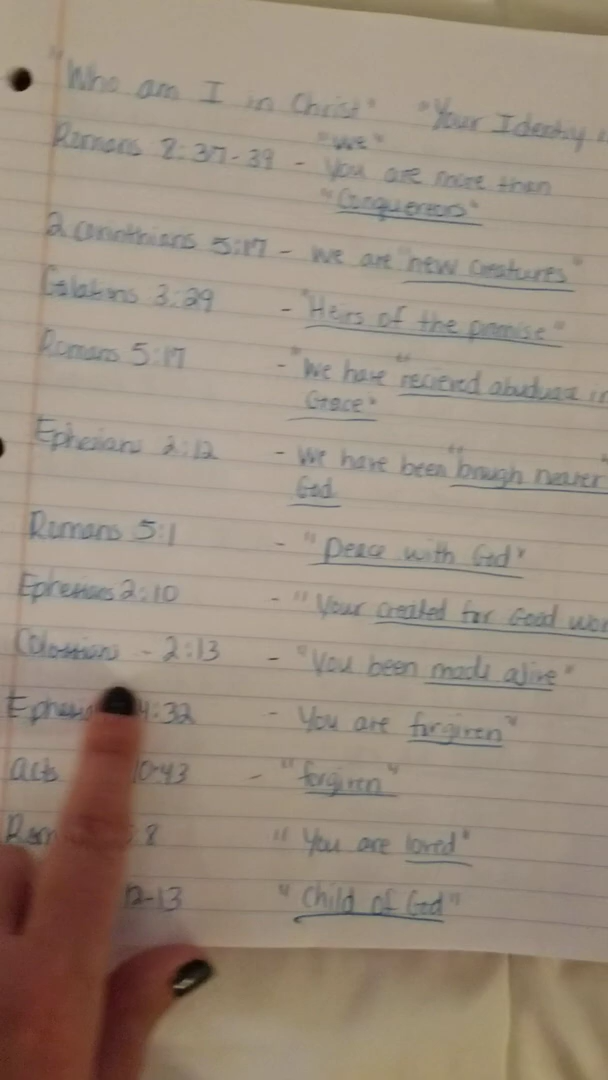 "Who am I in Christ" "Your Identity i
"We"
Romans 8:37-39 - You are more than
"Conquerors"
2 Corinthians 5:17 - We are "new creatures"
Galatians 3:29 - "Heirs of the promise"
Romans 5:17 - "We have "recieved abudance in
Grace"
Ephesians 2:12 - We have been "brough nearer"
God
Romans 5:1 - "peace with God"
Ephesians 2:10 - "Your created for Good wor
Colossians - 2:13 - "You been made alive"
Ephesi 4:32 - You are forgiven"
Acts 10-43 - "forgiven"
Rom 8 "You are loved"
12-13 "Child of God"